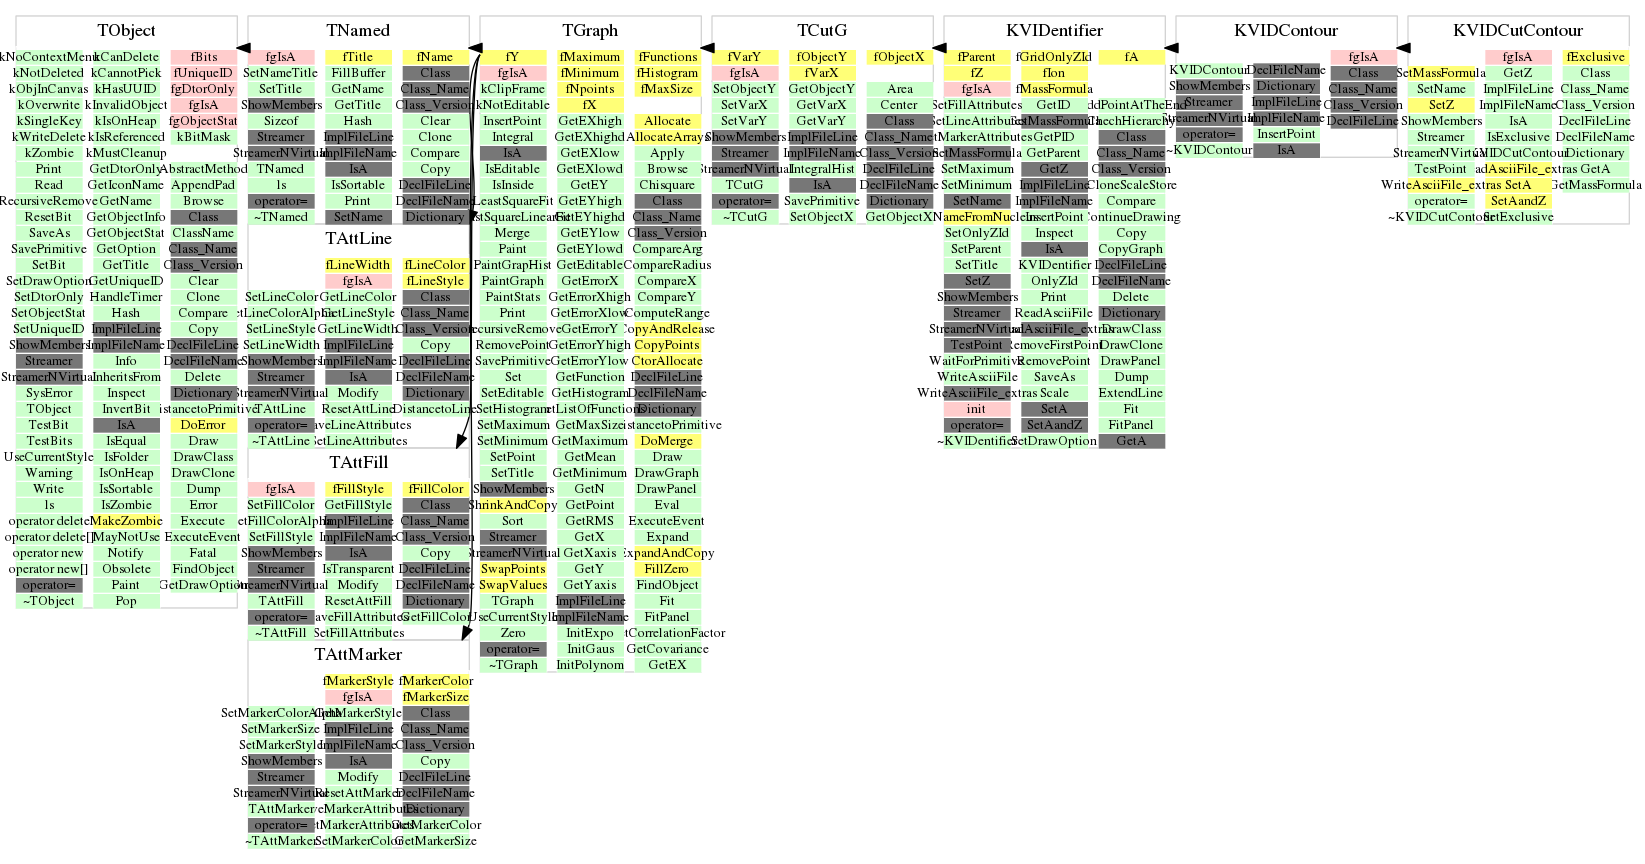 TObject
kNoContextMenu kCanDelete fBits
kNotDeleted kCannotPick fUniqueID
kObjInCanvas kHasUUID fgDtorOnly
kOverwrite kInvalidObject fgIsA
kSingleKey kIsOnHeap fgObjectStat
kWriteDelete kIsReferenced kBitMask
kZombie kMustCleanup
Print GetDtorOnly AbstractMethod
Read GetIconName AppendPad
RecursiveRemove GetName Browse
ResetBit GetObjectInfo Class
SaveAs GetObjectStat ClassName
SavePrimitive GetOption Class_Name
SetBit GetTitle Class_Version
SetDrawOption GetUniqueID Clear
SetDtorOnly HandleTimer Clone
SetObjectStat Hash Compare
SetUniqueID ImplFileLine Copy
ShowMembers ImplFileName DeclFileLine
Streamer Info DeclFileName
StreamerNVirtual InheritsFrom Delete
SysError Inspect Dictionary
TObject InvertBit DistancetoPrimitive
TestBit IsA DoError
TestBits IsEqual Draw
UseCurrentStyle IsFolder DrawClass
Warning IsOnHeap DrawClone
Write IsSortable Dump
ls IsZombie Error
operator delete MakeZombie Execute
operator delete[] MayNotUse ExecuteEvent
operator new Notify Fatal
operator new[] Obsolete FindObject
operator= Paint GetDrawOption
~TObject Pop
TNamed
fgIsA fTitle fName
SetNameTitle FillBuffer Class
SetTitle GetName Class_Name
ShowMembers GetTitle Class_Version
Sizeof Hash Clear
Streamer ImplFileLine Clone
StreamerNVirtual ImplFileName Compare
TNamed IsA Copy
ls IsSortable DeclFileLine
operator= Print DeclFileName
~TNamed SetName Dictionary
TAttLine
fLineWidth fLineColor
fgIsA fLineStyle
SetLineColor GetLineColor Class
SetLineColorAlpha GetLineStyle Class_Name
SetLineStyle GetLineWidth Class_Version
SetLineWidth ImplFileLine Copy
ShowMembers ImplFileName DeclFileLine
Streamer IsA DeclFileName
StreamerNVirtual Modify Dictionary
TAttLine ResetAttLine DistancetoLine
operator= SaveLineAttributes
~TAttLine SetLineAttributes
TAttFill
fgIsA fFillStyle fFillColor
SetFillColor GetFillStyle Class
SetFillColorAlpha ImplFileLine Class_Name
SetFillStyle ImplFileName Class_Version
ShowMembers IsA Copy
Streamer IsTransparent DeclFileLine
StreamerNVirtual Modify DeclFileName
TAttFill ResetAttFill Dictionary
operator= SaveFillAttributes GetFillColor
~TAttFill SetFillAttributes
TAttMarker
fMarkerStyle fMarkerColor
fgIsA fMarkerSize
SetMarkerColorAlpha GetMarkerStyle Class
SetMarkerSize ImplFileLine Class_Name
SetMarkerStyle ImplFileName Class_Version
ShowMembers IsA Copy
Streamer Modify DeclFileLine
StreamerNVirtual ResetAttMarker DeclFileName
TAttMarker SaveMarkerAttributes Dictionary
operator= SetMarkerAttributes GetMarkerColor
~TAttMarker SetMarkerColor GetMarkerSize
TGraph
fY fMaximum fFunctions
fgIsA fMinimum fHistogram
kClipFrame fNpoints fMaxSize
kNotEditable fX
InsertPoint GetEXhigh Allocate
Integral GetEXhighd AllocateArrays
IsA GetEXlow Apply
IsEditable GetEXlowd Browse
IsInside GetEY Chisquare
LeastSquareFit GetEYhigh Class
LeastSquareLinearFit GetEYhighd Class_Name
Merge GetEYlow Class_Version
Paint GetEYlowd CompareArg
PaintGrapHist GetEditable CompareRadius
PaintGraph GetErrorX CompareX
PaintStats GetErrorXhigh CompareY
Print GetErrorXlow ComputeRange
RecursiveRemove GetErrorY CopyAndRelease
RemovePoint GetErrorYhigh CopyPoints
SavePrimitive GetErrorYlow CtorAllocate
Set GetFunction DeclFileLine
SetEditable GetHistogram DeclFileName
SetHistogram GetListOfFunctions Dictionary
SetMaximum GetMaxSize DistancetoPrimitive
SetMinimum GetMaximum DoMerge
SetPoint GetMean Draw
SetTitle GetMinimum DrawGraph
ShowMembers GetN DrawPanel
ShrinkAndCopy GetPoint Eval
Sort GetRMS ExecuteEvent
Streamer GetX Expand
StreamerNVirtual GetXaxis ExpandAndCopy
SwapPoints GetY FillZero
SwapValues GetYaxis FindObject
TGraph ImplFileLine Fit
UseCurrentStyle ImplFileName FitPanel
Zero InitExpo GetCorrelationFactor
operator= InitGaus GetCovariance
~TGraph InitPolynom GetEX
TCutG
fVarY fObjectY fObjectX
fgIsA fVarX
SetObjectY GetObjectY Area
SetVarX GetVarX Center
SetVarY GetVarY Class
ShowMembers ImplFileLine Class_Name
Streamer ImplFileName Class_Version
StreamerNVirtual IntegralHist DeclFileLine
TCutG IsA DeclFileName
operator= SavePrimitive Dictionary
~TCutG SetObjectX GetObjectX
KVIDentifier
fParent fGridOnlyZId fA
fZ fIon
fgIsA fMassFormula
SetFillAttributes GetID AddPointAtTheEnd
SetLineAttributes GetMassFormula CheechHierarchy
SetMarkerAttributes GetPID Class
SetMassFormula GetParent Class_Name
SetMaximum GetZ Class_Version
SetMinimum ImplFileLine CloneScaleStore
SetName ImplFileName Compare
SetNameFromNucleus InsertPoint ContinueDrawing
SetOnlyZId Inspect Copy
SetParent IsA CopyGraph
SetTitle KVIDentifier DeclFileLine
SetZ OnlyZId DeclFileName
ShowMembers Print Delete
Streamer ReadAsciiFile Dictionary
StreamerNVirtual ReadAsciiFile_extras DrawClass
TestPoint RemoveFirstPoint DrawClone
WaitForPrimitive RemovePoint DrawPanel
WriteAsciiFile SaveAs Dump
WriteAsciiFile_extras Scale ExtendLine
init SetA Fit
operator= SetAandZ FitPanel
~KVIDentifier SetDrawOption GetA
KVIDContour
fgIsA
KVIDContour DeclFileName Class
ShowMembers Dictionary Class_Name
Streamer ImplFileLine Class_Version
StreamerNVirtual ImplFileName DeclFileLine
operator= InsertPoint
~KVIDContour IsA
KVIDCutContour
fgIsA fExclusive
SetMassFormula GetZ Class
SetName ImplFileLine Class_Name
SetZ ImplFileName Class_Version
ShowMembers IsA DeclFileLine
Streamer IsExclusive DeclFileName
StreamerNVirtual KVIDCutContour Dictionary
TestPoint ReadAsciiFile_extras GetA
WriteAsciiFile_extras SetA GetMassFormula
operator= SetAandZ
~KVIDCutContour SetExclusive